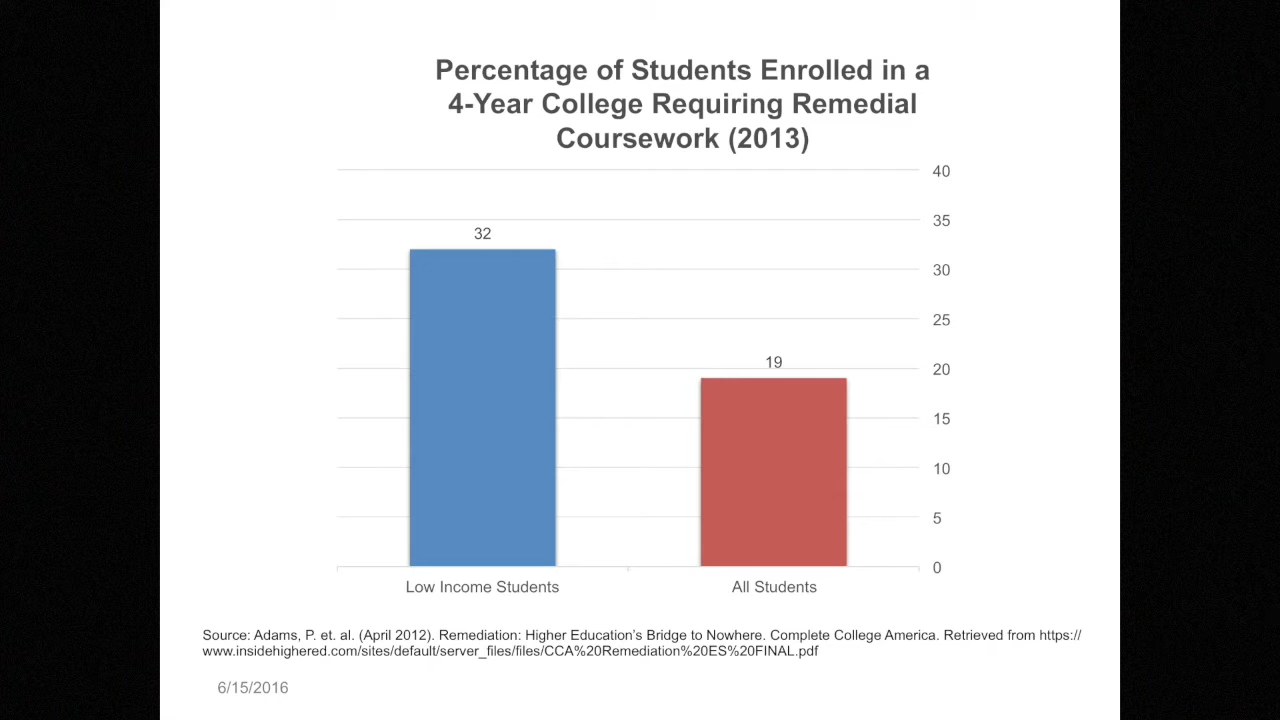 Percentage of Students Enrolled in a
4-Year College Requiring Remedial
Coursework (2013)
40
35
32
30
25
19
20
15
10
5
0
Low Income Students
All Students
Source: Adams, P. et. al. (April 2012). Remediation: Higher Education’s Bridge to Nowhere. Complete College America. Retrieved from https://
www.insidehighered.com/sites/default/server_files/files/CCA%20Remediation%20ES%20FINAL.pdf
6/15/2016